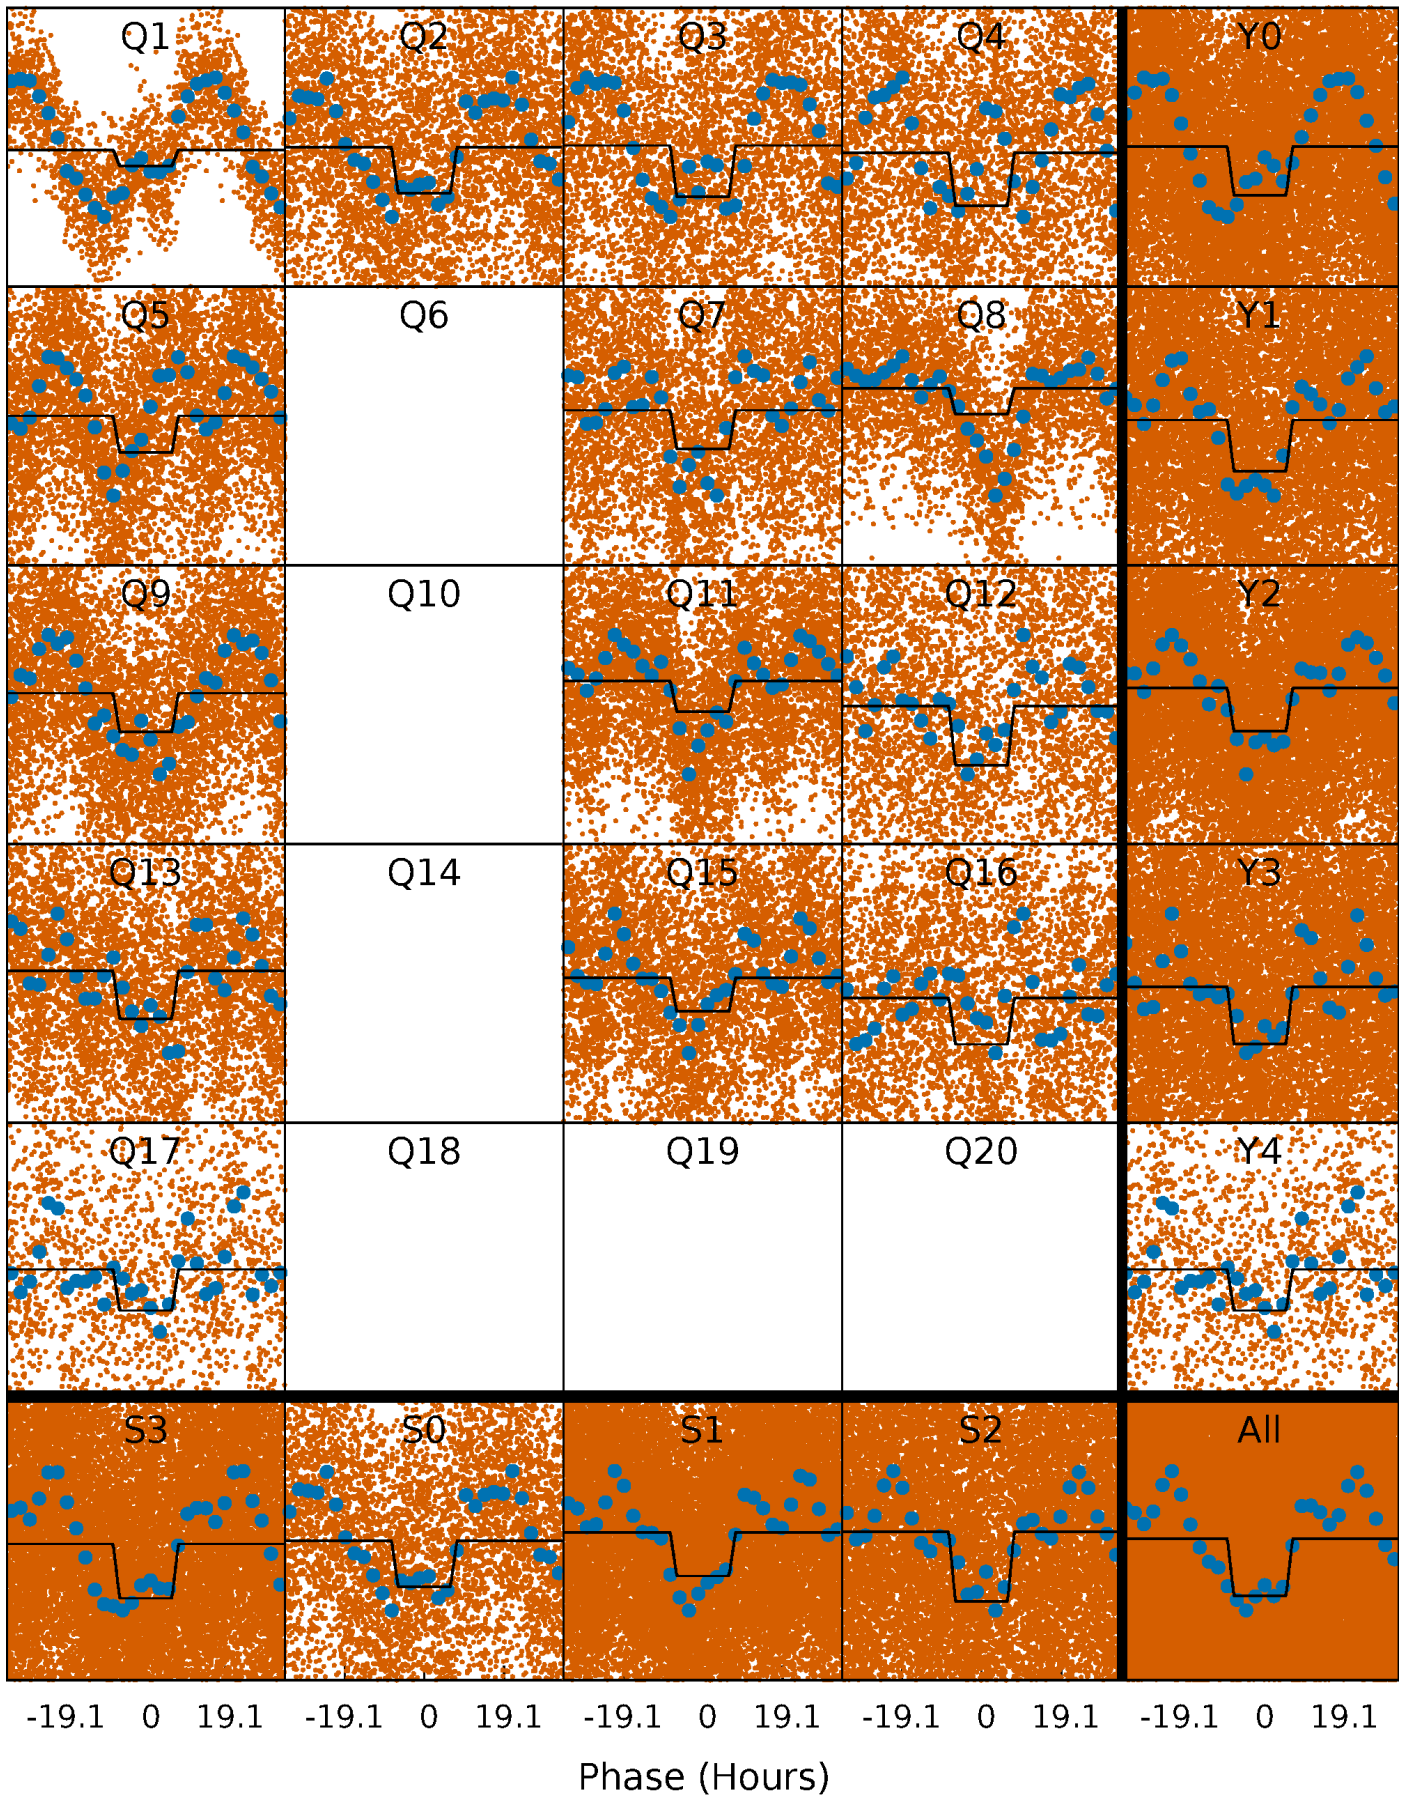 Q1 Q2 Q3 Q4 Y0
Q5 Q6 Q7 Q8 Y1
Q9 Q10 Q11 Q12 Y2
Q13 Q14 Q15 Q16 Y3
Q17 Q18 Q19 Q20 Y4
S3 S0 S1 S2 All
-19.1 0 19.1 -19.1 0 19.1 -19.1 0 19.1 -19.1 0 19.1 -19.1 0 19.1
Phase (Hours)